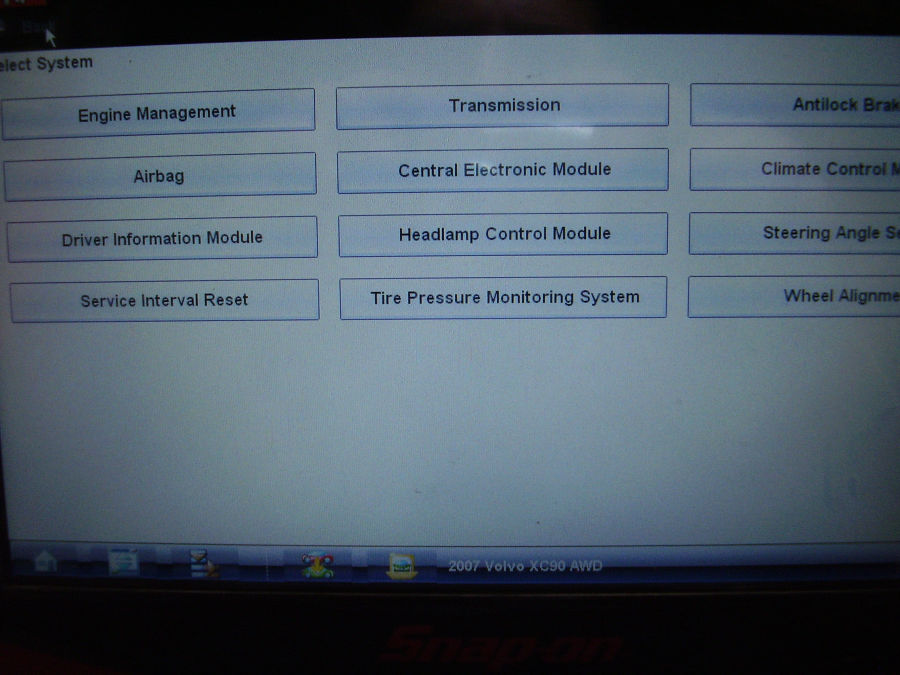 Back
elect System
Engine Management
Transmission
Antilock Brak
Airbag
Central Electronic Module
Climate Control M
Driver Information Module
Headlamp Control Module
Steering Angle Se
Service Interval Reset
Tire Pressure Monitoring System
Wheel Alignme
2007 Volvo XC90 AWD
Snap-on